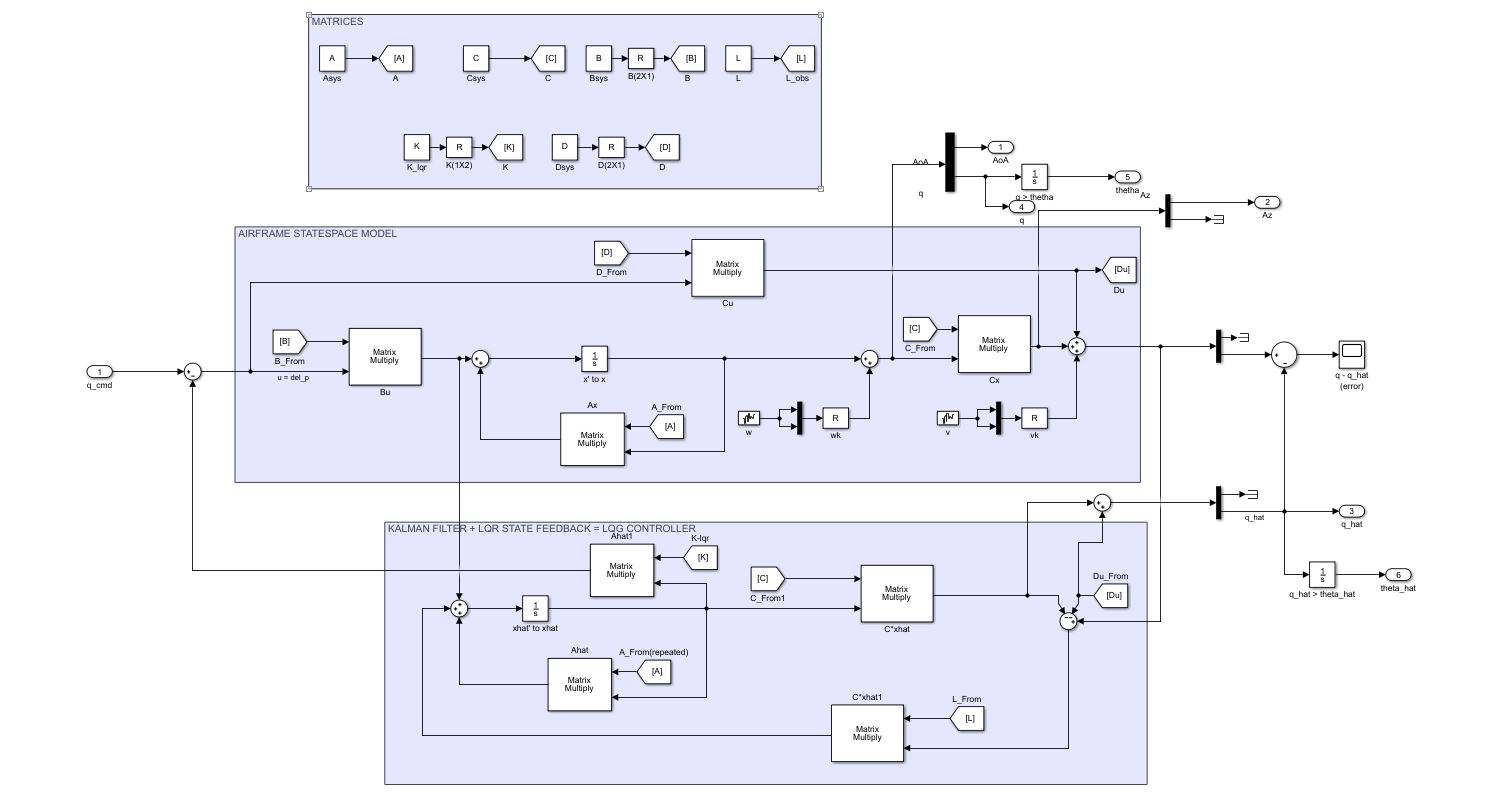 MATRICES
A
[A]
C
[C]
B
R
[B]
L
[L]
Asys
A
Csys
C
Bsys
B(2X1)
B
L
L_obs
K
R
[K]
D
R
[D]
K_lqr
K(1X2)
K
Dsys
D(2X1)
D
AoA
1
AoA
q
1
s
q > thetha
5
thetha
4
q
Az
2
Az
AIRFRAME STATESPACE MODEL
[D]
D_From
Matrix
Multiply
Cu
[Du]
Du
1
q_cmd
[B]
B_From
u = del_p
Matrix
Multiply
Bu
1
s
x' to x
[C]
C_From
Matrix
Multiply
Cx
q - q_hat
(error)
Ax
Matrix
Multiply
A_From
[A]
w
R
wk
v
R
vk
KALMAN FILTER + LQR STATE FEEDBACK = LQG CONTROLLER
Ahat1
Matrix
Multiply
K-lqr
[K]
[C]
C_From1
Matrix
Multiply
C*xhat
Du_From
[Du]
q_hat
3
q_hat
1
s
q_hat > theta_hat
6
theta_hat
1
s
xhat' to xhat
Ahat
Matrix
Multiply
A_From(repeated)
[A]
C*xhat1
Matrix
Multiply
L_From
[L]